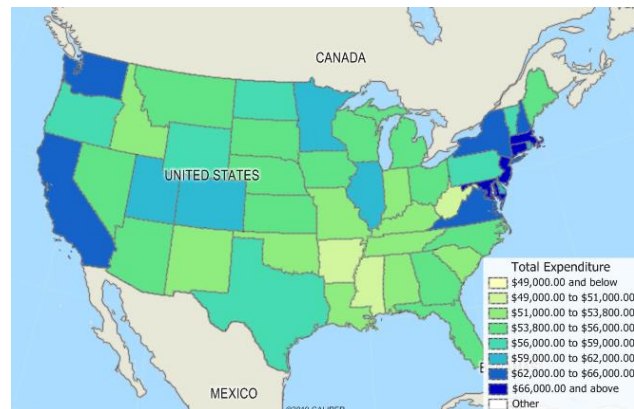 CANADA
UNITED STATES
MEXICO
©2019 CALIPER
Total Expenditure
$49,000.00 and below
$49,000.00 to $51,000.00
$51,000.00 to $53,800.00
$53,800.00 to $56,000.00
$56,000.00 to $59,000.00
$59,000.00 to $62,000.00
$62,000.00 to $66,000.00
$66,000.00 and above
Other